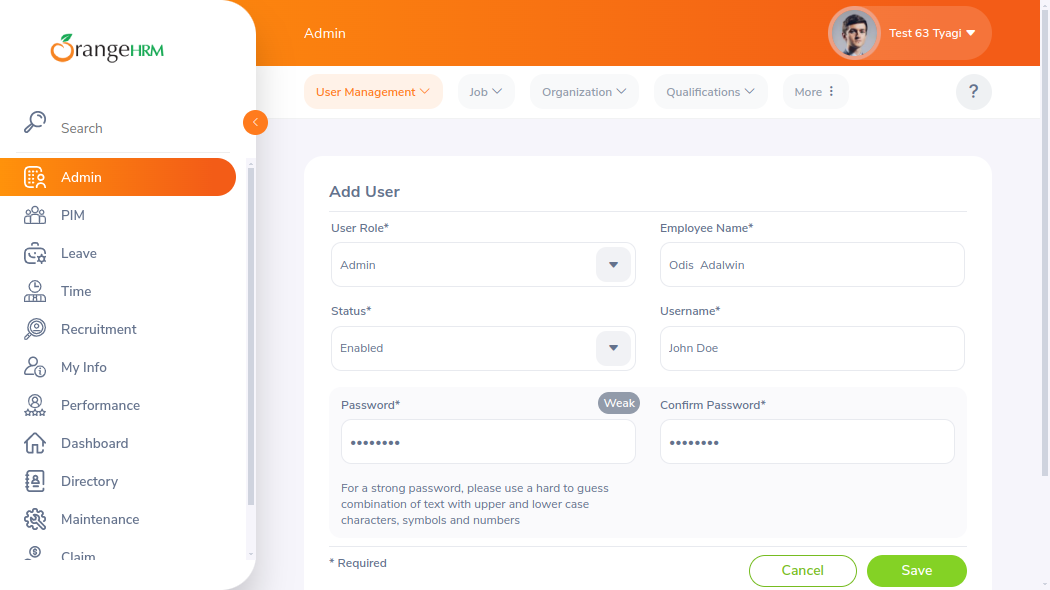 OrangeHRM
Search
Admin
PIM
Leave
Time
Recruitment
My Info
Performance
Dashboard
Directory
Maintenance
Claim
Admin
Test 63 Tyagi
User Management
Job
Organization
Qualifications
More
?
Add User
User Role*
Employee Name*
Admin
Odis  Adalwin
Status*
Username*
Enabled
John Doe
Password*
Weak
Confirm Password*
••••••••
••••••••
For a strong password, please use a hard to guess
combination of text with upper and lower case
characters, symbols and numbers
* Required
Cancel
Save